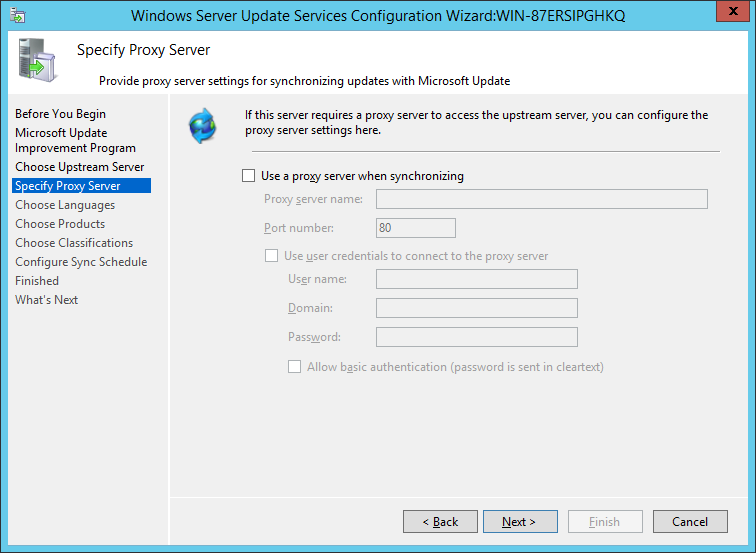 Windows Server Update Services Configuration Wizard:WIN-87ERSIPGHKQ
x
Specify Proxy Server
Provide proxy server settings for synchronizing updates with Microsoft Update
Before You Begin
Microsoft Update
Improvement Program
Choose Upstream Server
Specify Proxy Server
Choose Languages
Choose Products
Choose Classifications
Configure Sync Schedule
Finished
What's Next
If this server requires a proxy server to access the upstream server, you can configure the
proxy server settings here.
Use a proxy server when synchronizing
Proxy server name:
Port number:
80
Use user credentials to connect to the proxy server
User name:
Domain:
Password:
Allow basic authentication (password is sent in cleartext)
< Back
Next >
Finish
Cancel